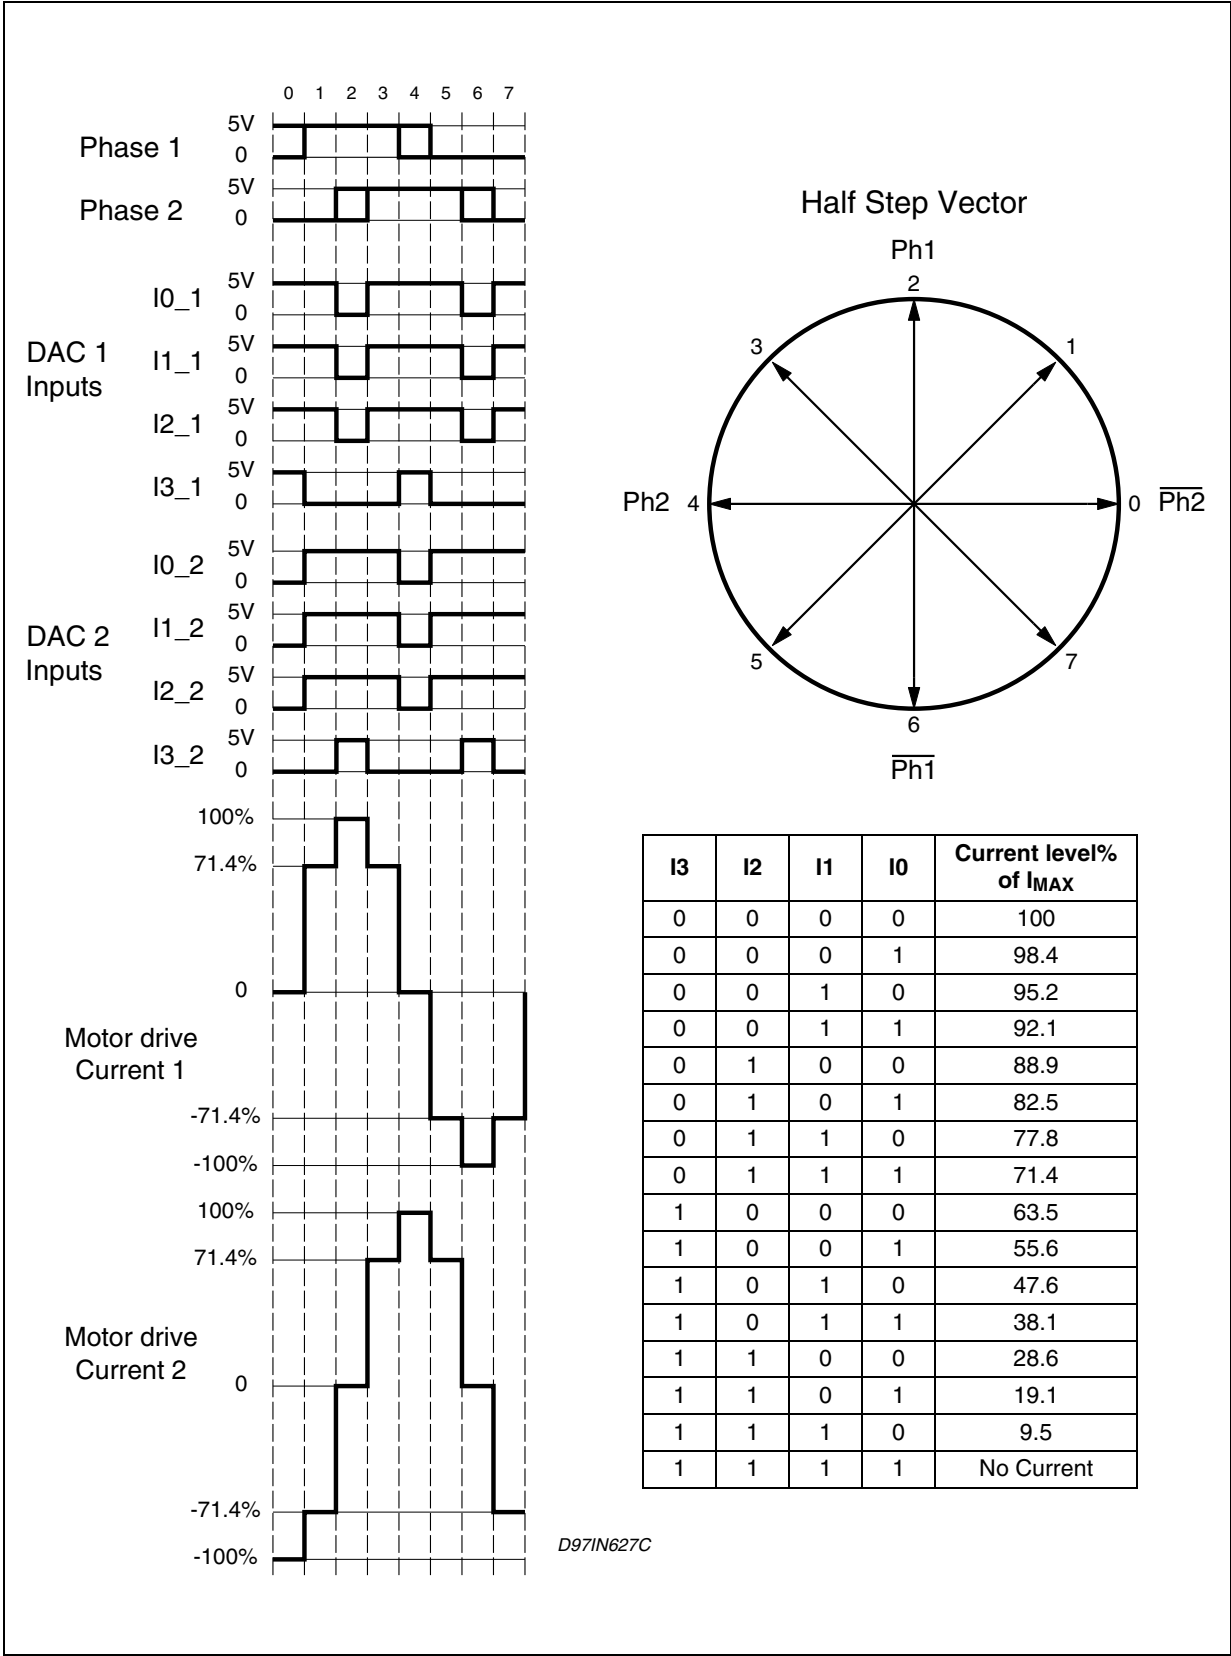 0 1 2 3 4 5 6 7
Phase 1
5V
0
Phase 2
5V
0
DAC 1
Inputs
I0_1
5V
0
I1_1
5V
0
I2_1
5V
0
I3_1
5V
0
DAC 2
Inputs
I0_2
5V
0
I1_2
5V
0
I2_2
5V
0
I3_2
5V
0
Motor drive
Current 1
100%
71.4%
0
-71.4%
-100%
Motor drive
Current 2
100%
71.4%
0
-71.4%
-100%
Half Step Vector
Ph1
2
3
1
Ph2 4
0 P̅h̅2̅
5
7
6
P̅h̅1̅
I3 I2 I1 I0 Current level%
of IMAX
0 0 0 0 100
0 0 0 1 98.4
0 0 1 0 95.2
0 0 1 1 92.1
0 1 0 0 88.9
0 1 0 1 82.5
0 1 1 0 77.8
0 1 1 1 71.4
1 0 0 0 63.5
1 0 0 1 55.6
1 0 1 0 47.6
1 0 1 1 38.1
1 1 0 0 28.6
1 1 0 1 19.1
1 1 1 0 9.5
1 1 1 1 No Current
D97IN627C